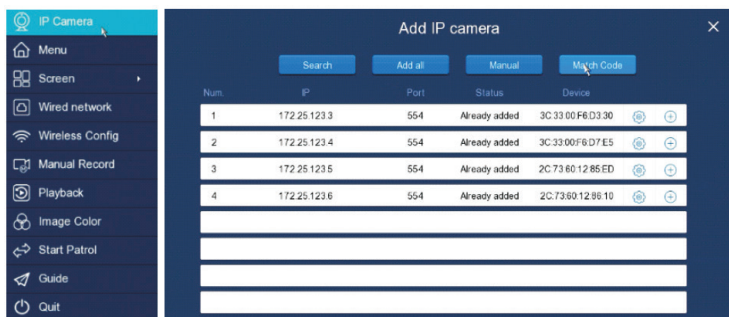 IP Camera
Menu
Screen
Wired network
Wireless Config
Manual Record
Playback
Image Color
Start Patrol
Guide
Quit
Add IP camera
Search Add all Manual Match Code
Num. IP Port Status Device
1 172.25.123.3 554 Already added 3C:33:00:F6:D3:30
2 172.25.123.4 554 Already added 3C:33:00:F6:D7:E5
3 172.25.123.5 554 Already added 2C:73:60:12:85:ED
4 172.25.123.6 554 Already added 2C:73:60:12:86:10